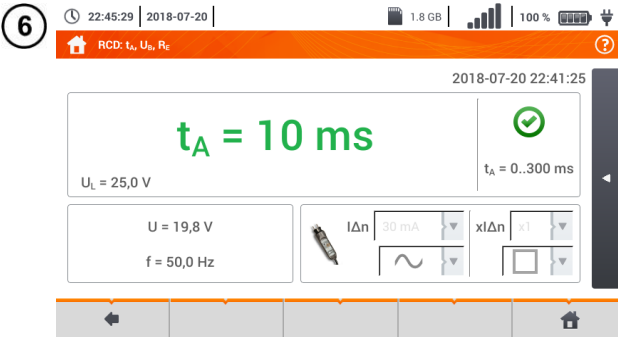 6
22:45:29 2018-07-20 1.8 GB 100 %
RCD: tA, UB, RE ?
2018-07-20 22:41:25
tA = 10 ms
tA = 0..300 ms
UL = 25,0 V
U = 19,8 V
f = 50,0 Hz
IΔn 30 mA xIΔn x1